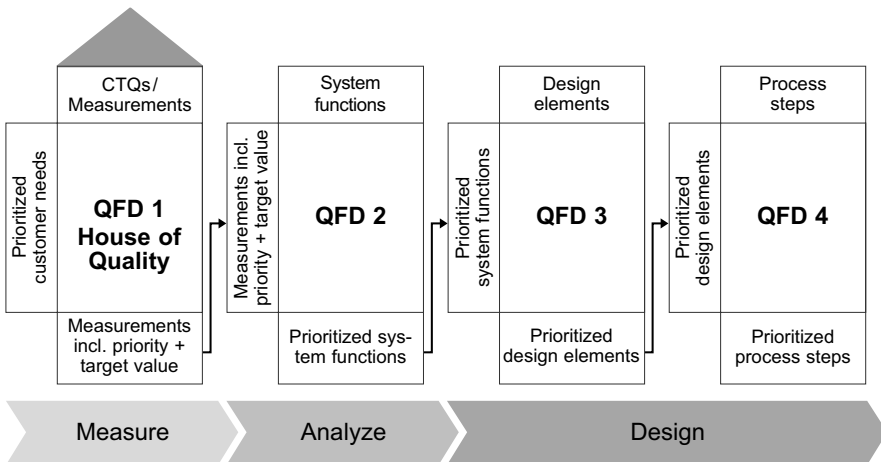 CTQs/
Measurements
Prioritized
customer needs
QFD 1
House of
Quality
Measurements
incl. priority +
target value
System
functions
Measurements incl.
priority + target value
QFD 2
Prioritized sys-
tem functions
Design
elements
Prioritized
system functions
QFD 3
Prioritized
design elements
Process
steps
Prioritized
design elements
QFD 4
Prioritized
process steps
Measure
Analyze
Design